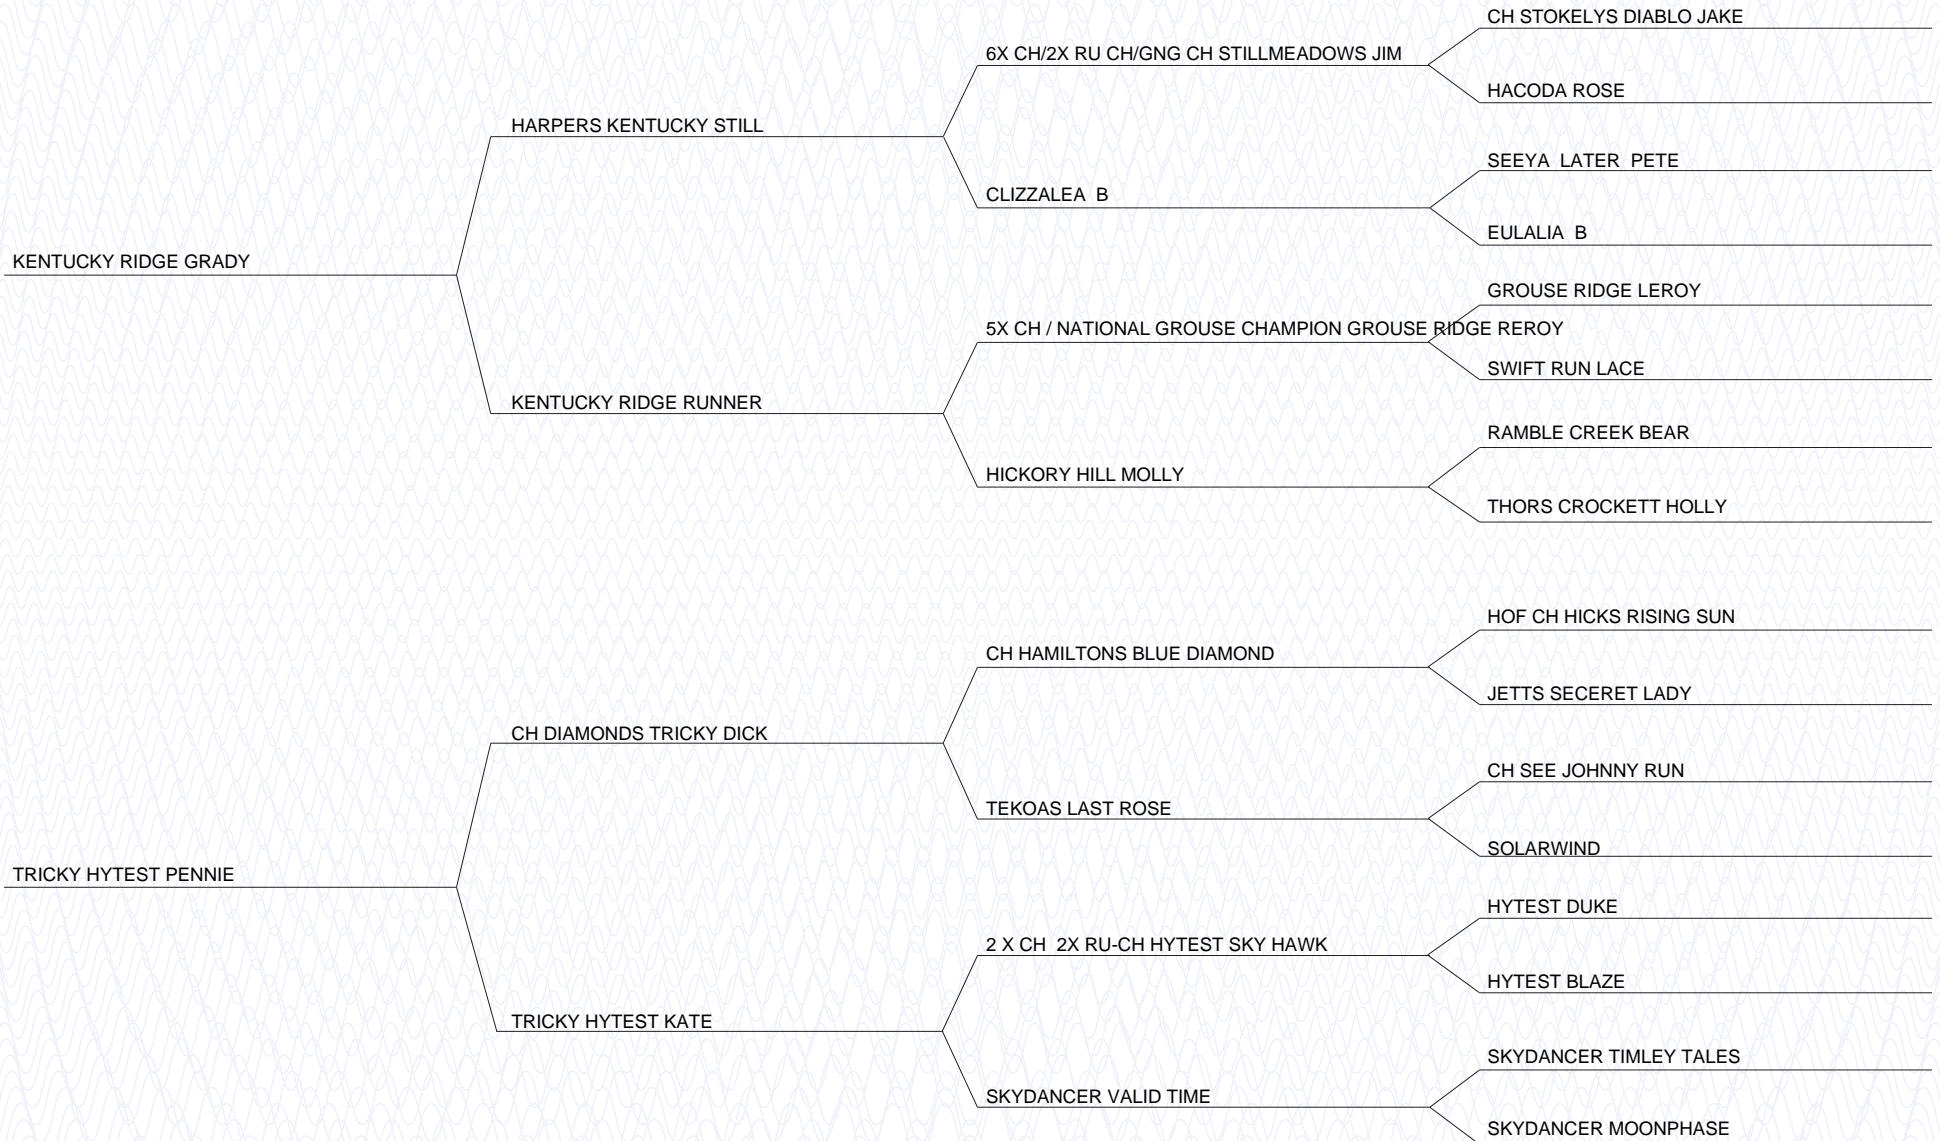 CH STOKELYS DIABLO JAKE
6X CH/2X RU CH/GNG CH STILLMEADOWS JIM
HACODA ROSE
HARPERS KENTUCKY STILL
SEEYA  LATER  PETE
CLIZZALEA  B
EULALIA  B
KENTUCKY RIDGE GRADY
GROUSE RIDGE LEROY
5X CH / NATIONAL GROUSE CHAMPION GROUSE RIDGE REROY
SWIFT RUN LACE
KENTUCKY RIDGE RUNNER
RAMBLE CREEK BEAR
HICKORY HILL MOLLY
THORS CROCKETT HOLLY
HOF CH HICKS RISING SUN
CH HAMILTONS BLUE DIAMOND
JETTS SECERET LADY
CH DIAMONDS TRICKY DICK
CH SEE JOHNNY RUN
TEKOAS LAST ROSE
SOLARWIND
TRICKY HYTEST PENNIE
HYTEST DUKE
2 X CH  2X RU-CH HYTEST SKY HAWK
HYTEST BLAZE
TRICKY HYTEST KATE
SKYDANCER TIMLEY TALES
SKYDANCER VALID TIME
SKYDANCER MOONPHASE